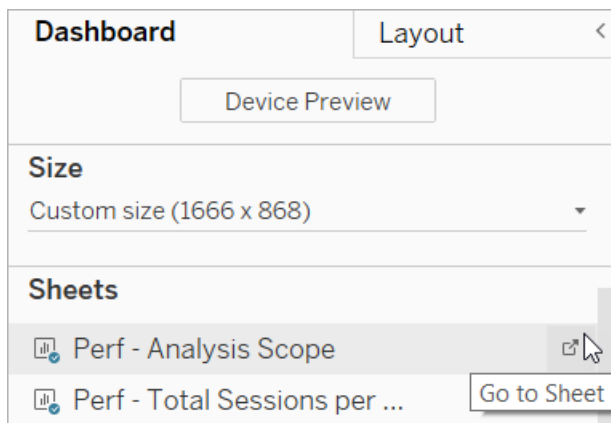 Dashboard
Layout
Device Preview
Size
Custom size (1666 x 868)
Sheets
Perf - Analysis Scope
Perf - Total Sessions per ...
Go to Sheet